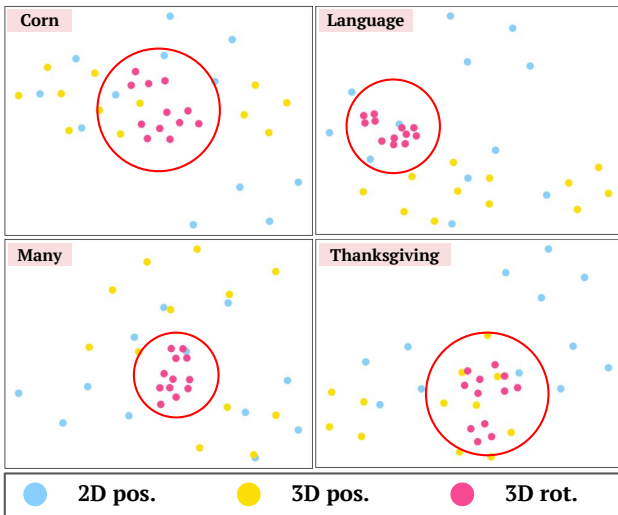 Corn
Language
Many
Thanksgiving
2D pos. 3D pos. 3D rot.